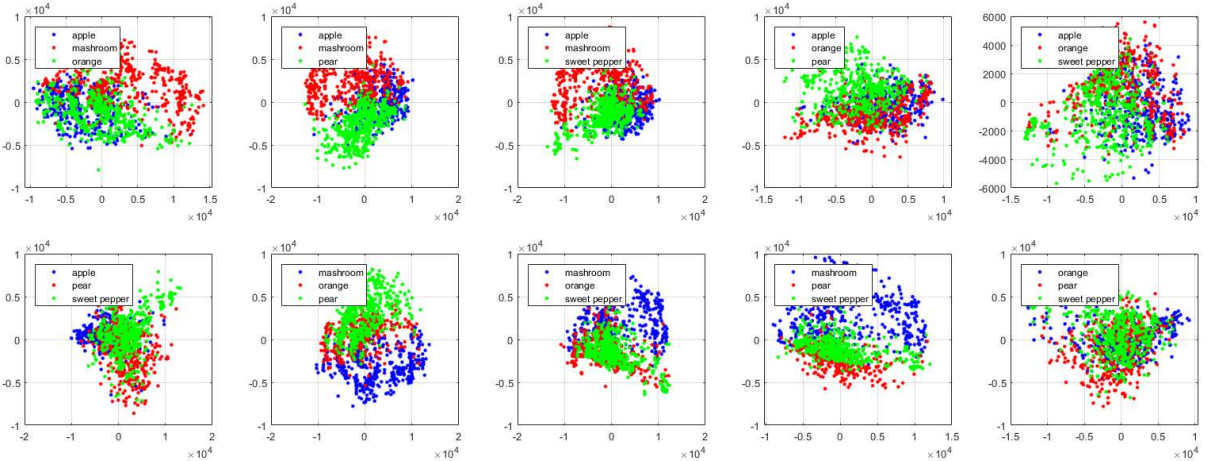 ×10⁴
1
apple
mashroom
orange
0.5
0
-0.5
-1
-1 -0.5 0 0.5 1 1.5
×10⁴
×10⁴
1
apple
mashroom
pear
0.5
0
-0.5
-1
-2 -1 0 1 2
×10⁴
×10⁴
1
apple
mashroom
sweet pepper
0.5
0
-0.5
-1
-2 -1 0 1 2
×10⁴
×10⁴
1
apple
orange
pear
0.5
0
-0.5
-1
-1.5 -1 -0.5 0 0.5 1 1.5
×10⁴
6000
apple
orange
sweet pepper
4000
2000
0
-2000
-4000
-6000
-1.5 -1 -0.5 0 0.5 1
×10⁴
×10⁴
1
apple
pear
sweet pepper
0.5
0
-0.5
-1
-2 -1 0 1 2
×10⁴
×10⁴
1
mashroom
orange
pear
0.5
0
-0.5
-1
-2 -1 0 1 2
×10⁴
×10⁴
1
mashroom
orange
sweet pepper
0.5
0
-0.5
-1
-2 -1 0 1 2
×10⁴
×10⁴
1
mashroom
pear
sweet pepper
0.5
0
-0.5
-1
-1 -0.5 0 0.5 1 1.5
×10⁴
×10⁴
1
orange
pear
sweet pepper
0.5
0
-0.5
-1
-1.5 -1 -0.5 0 0.5 1
×10⁴